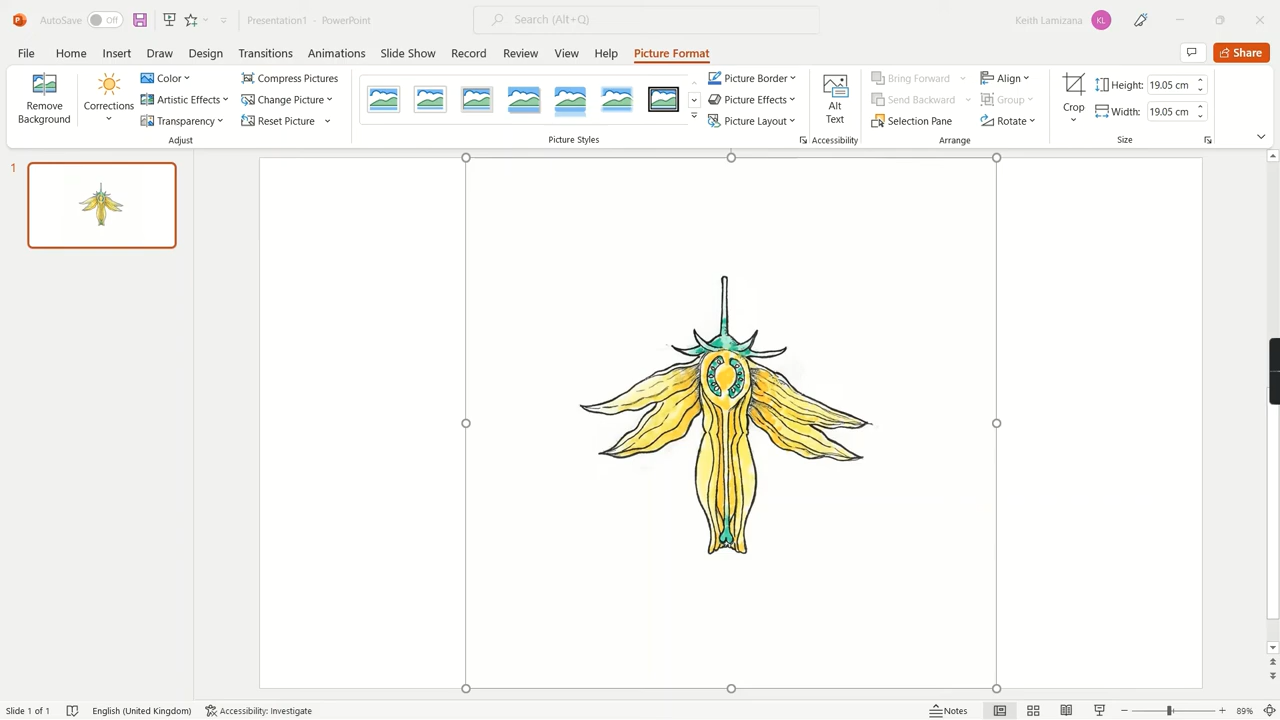 AutoSave Off Presentation1 - PowerPoint Search (Alt+Q) Keith Lamizana KL
File Home Insert Draw Design Transitions Animations Slide Show Record Review View Help Picture Format Share
Remove Background
Corrections
Color
Artistic Effects
Transparency
Compress Pictures
Change Picture
Reset Picture
Adjust
Picture Border
Picture Effects
Picture Layout
Picture Styles
Alt Text
Accessibility
Bring Forward
Send Backward
Selection Pane
Align
Group
Rotate
Arrange
Crop
Height: 19.05 cm
Width: 19.05 cm
Size
1
Slide 1 of 1 English (United Kingdom) Accessibility: Investigate Notes 89%